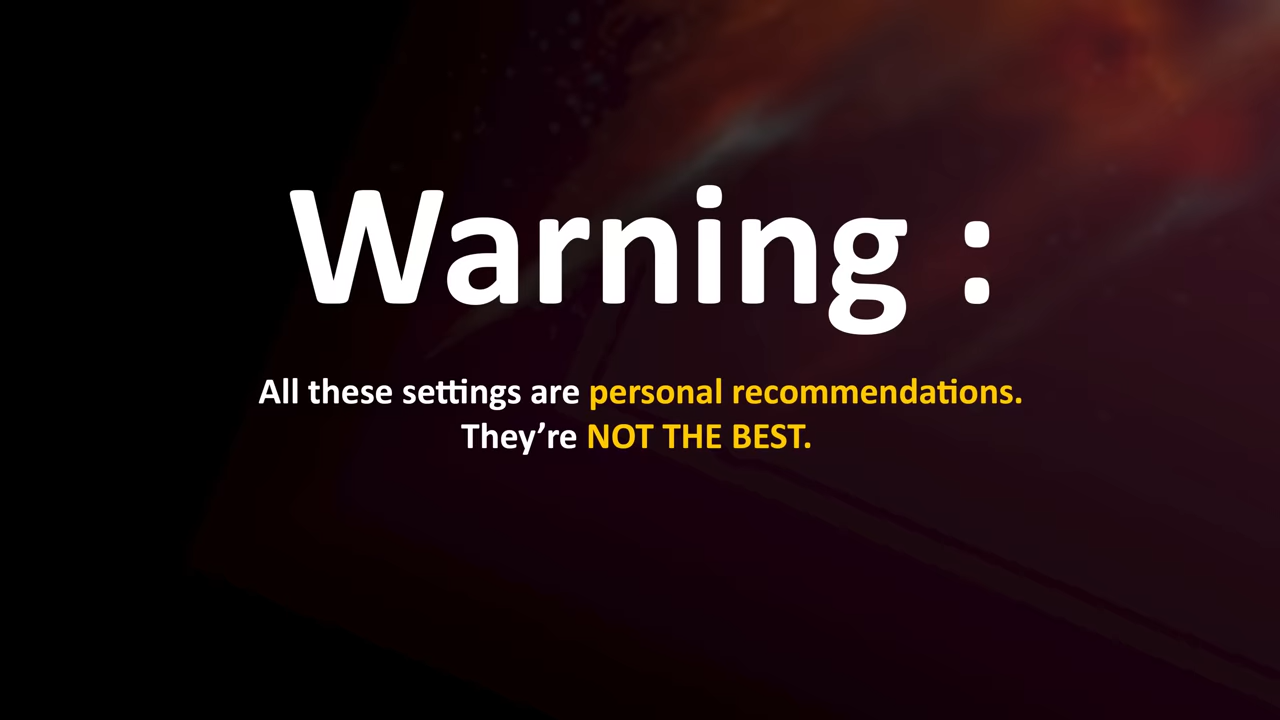 Warning :
All these settings are personal recommendations.
They’re NOT THE BEST.